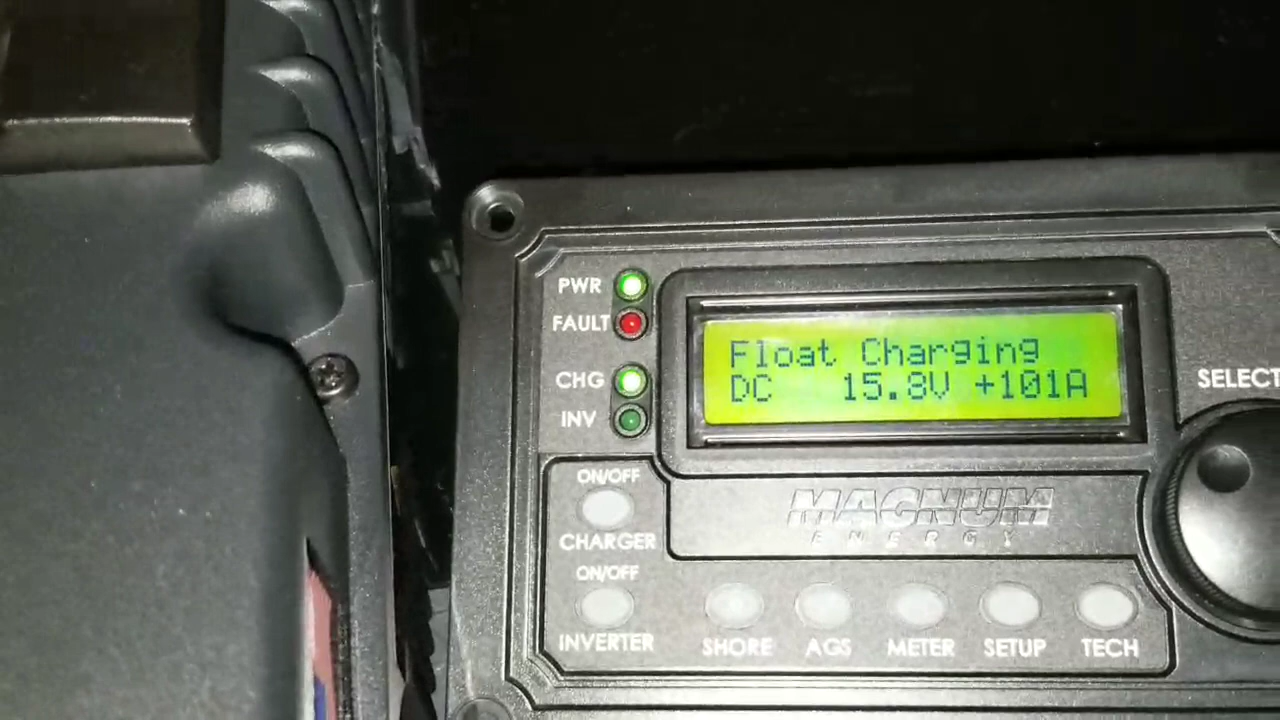 PWR
FAULT
CHG
INV
Float Charging
DC 15.8V +101A
SELECT
ON/OFF
CHARGER
MAGNUM
ENERGY
ON/OFF
INVERTER
SHORE
AGS
METER
SETUP
TECH